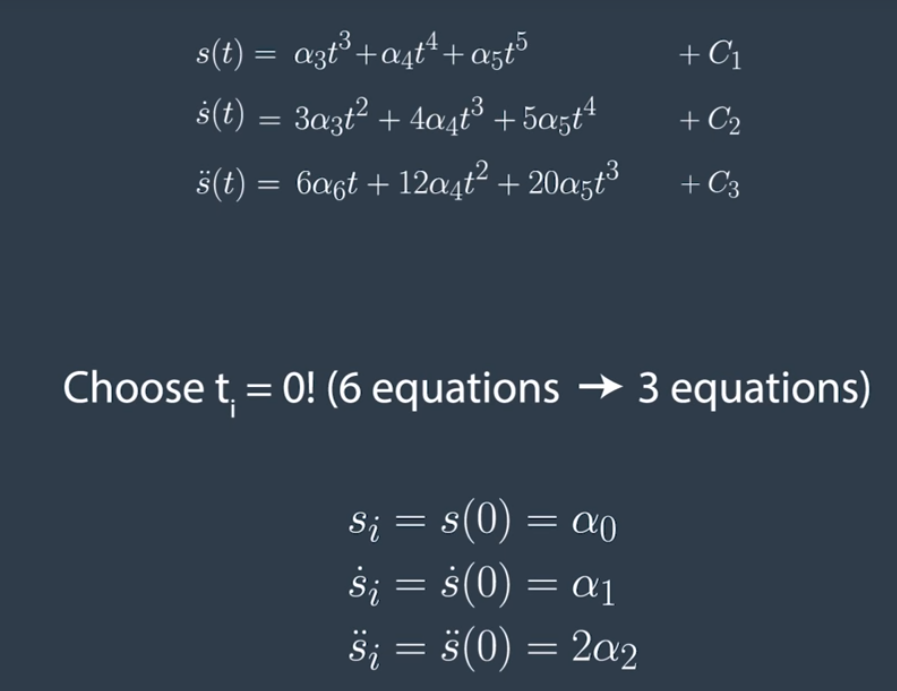 s(t) = α₃t³+α₄t⁴+α₅t⁵ + C₁
ṡ(t) = 3α₃t² + 4α₄t³ + 5α₅t⁴ + C₂
s̈(t) = 6α₆t + 12α₄t² + 20α₅t³ + C₃
Choose tᵢ = 0! (6 equations → 3 equations)
sᵢ = s(0) = α₀
ṡᵢ = ṡ(0) = α₁
s̈ᵢ = s̈(0) = 2α₂